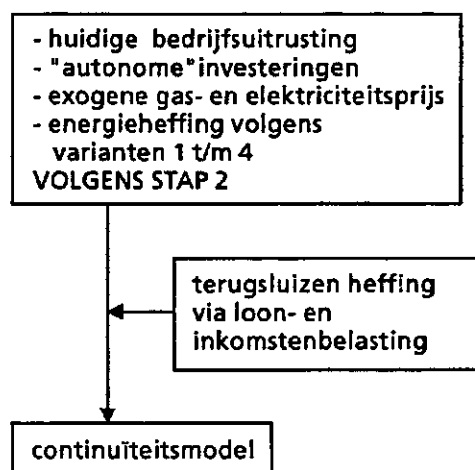 - huidige bedrijfsuitrusting
- "autonome"investeringen
- exogene gas- en elektriciteitsprijs
- energieheffing volgens
varianten 1 t/m 4
VOLGENS STAP 2
terugsluizen heffing
via loon- en
inkomstenbelasting
continuïteitsmodel